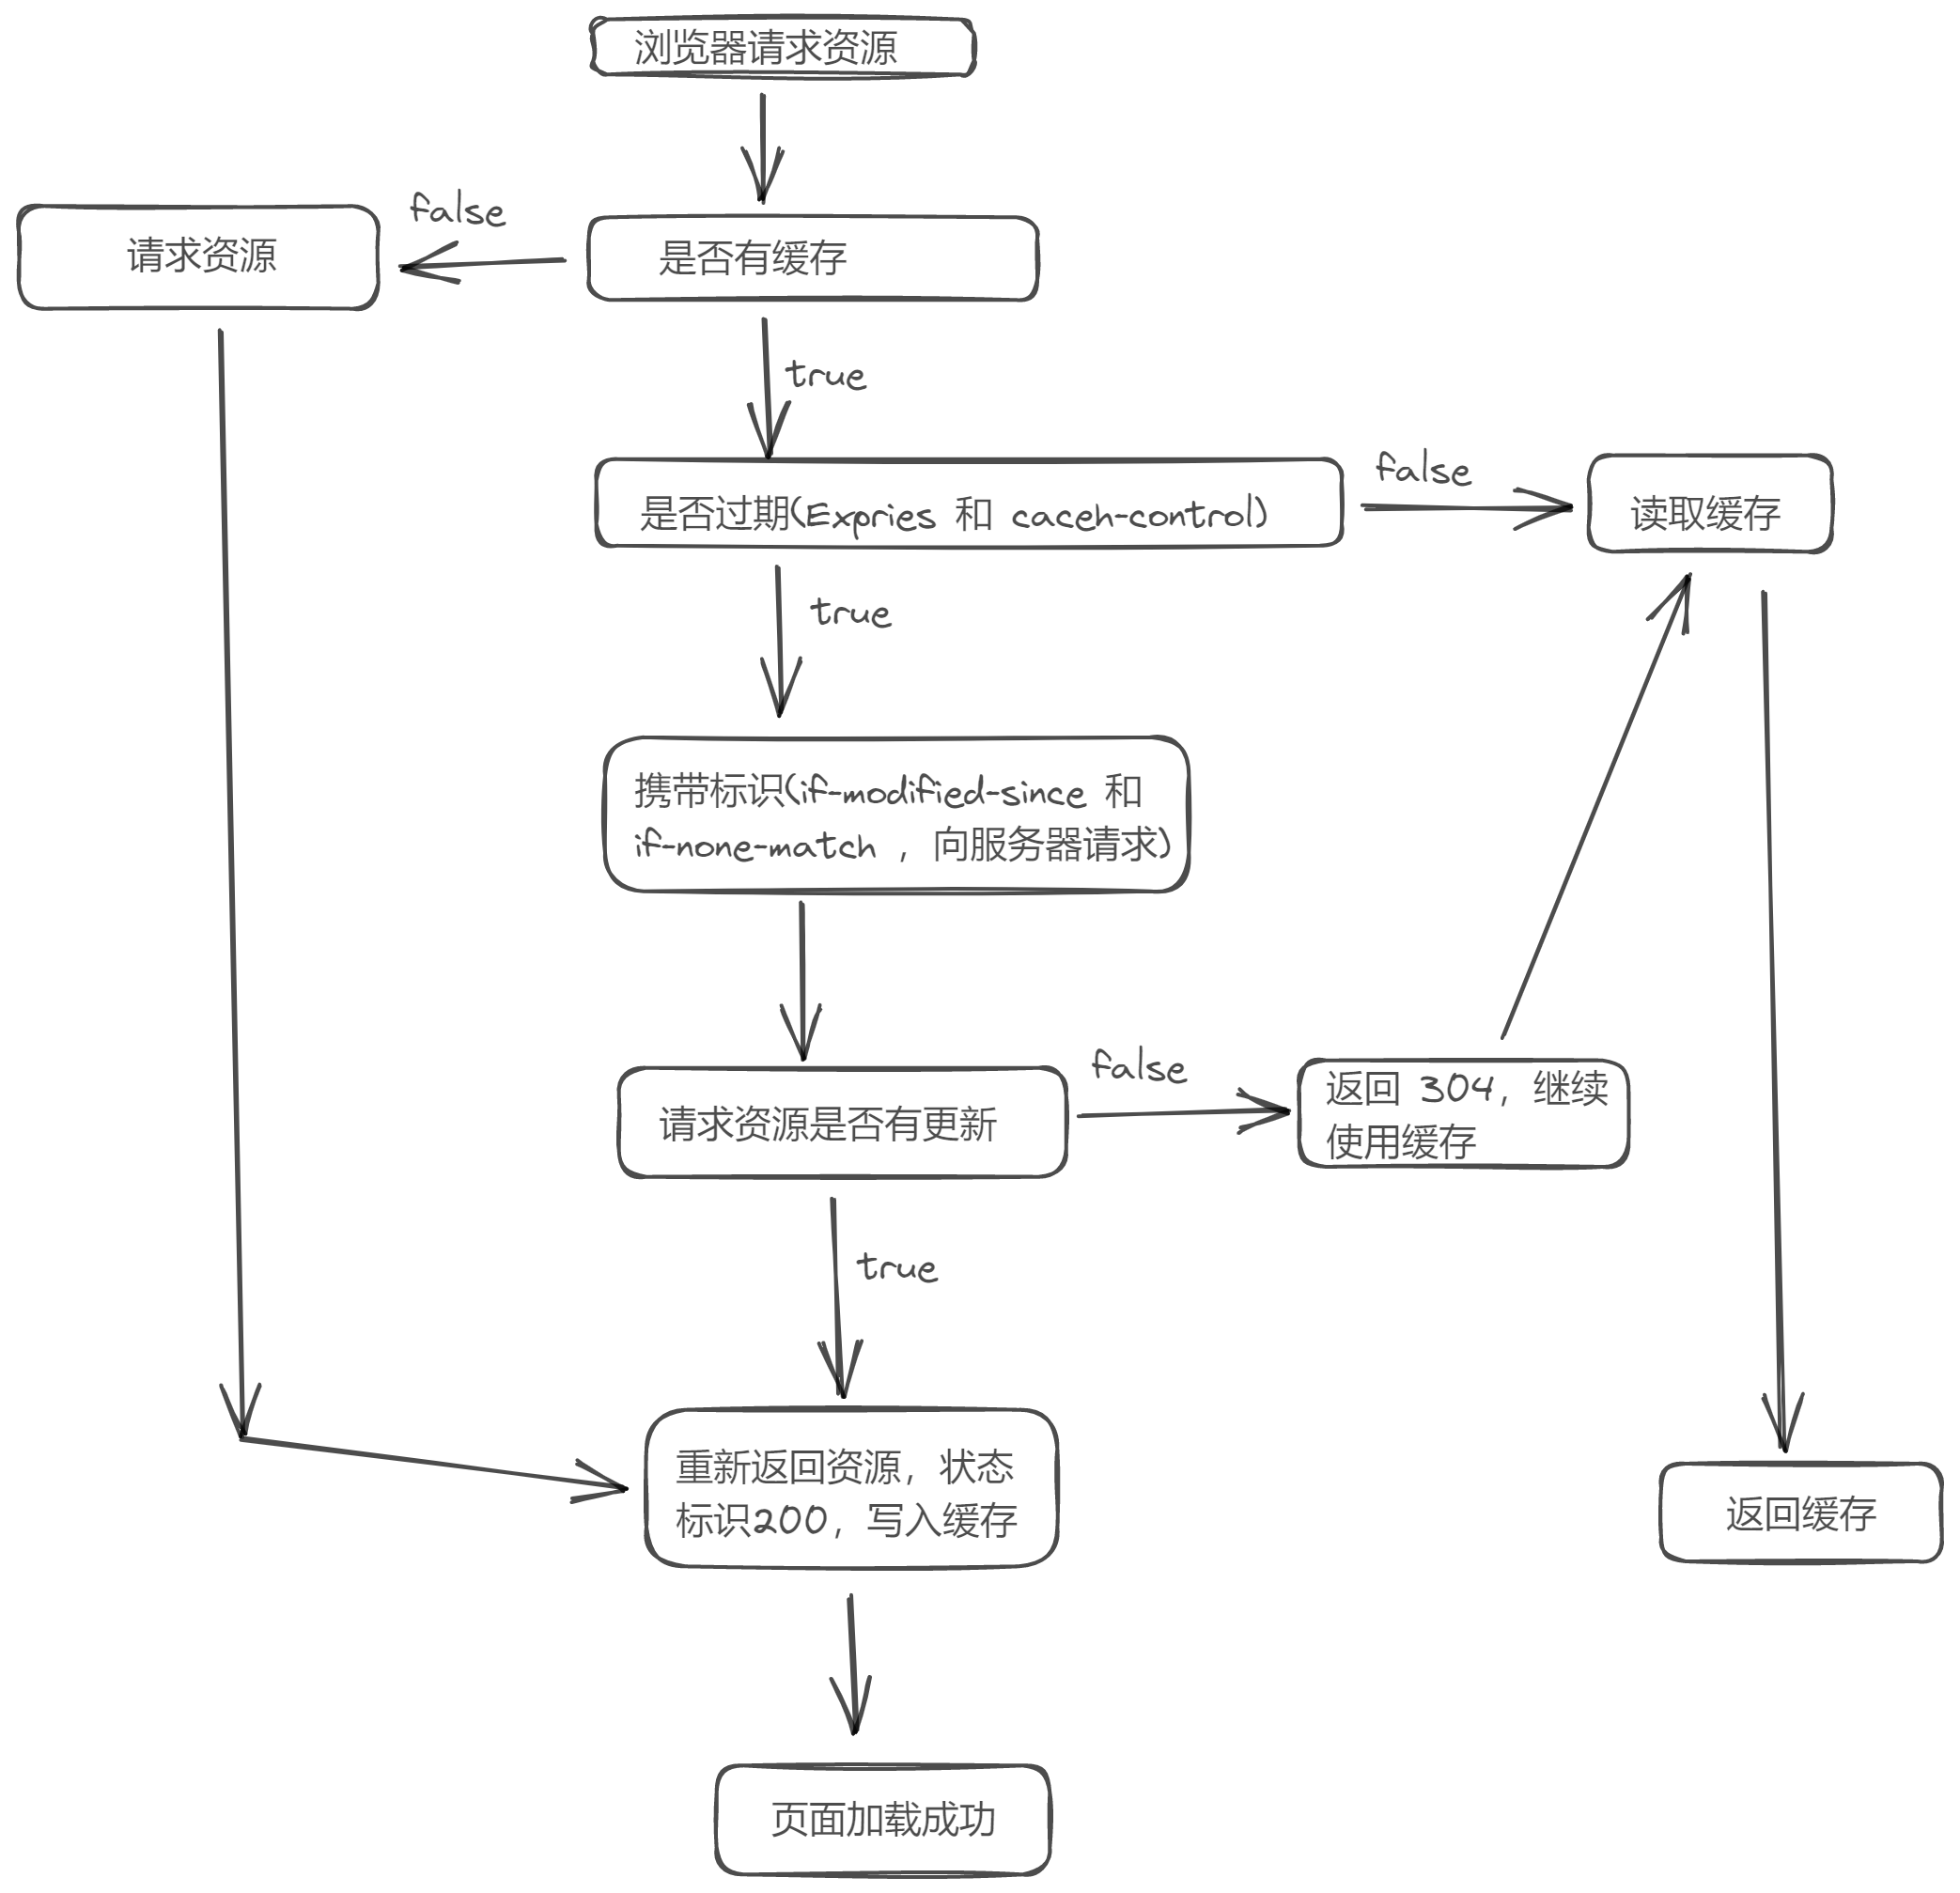 浏览器请求资源
false
请求资源
是否有缓存
true
false
是否过期(Expries 和 caceh-control)
读取缓存
true
携带标识(if-modified-since 和
if-none-match ，向服务器请求)
false
请求资源是否有更新
返回 304，继续
使用缓存
true
重新返回资源，状态
标识200，写入缓存
返回缓存
页面加载成功